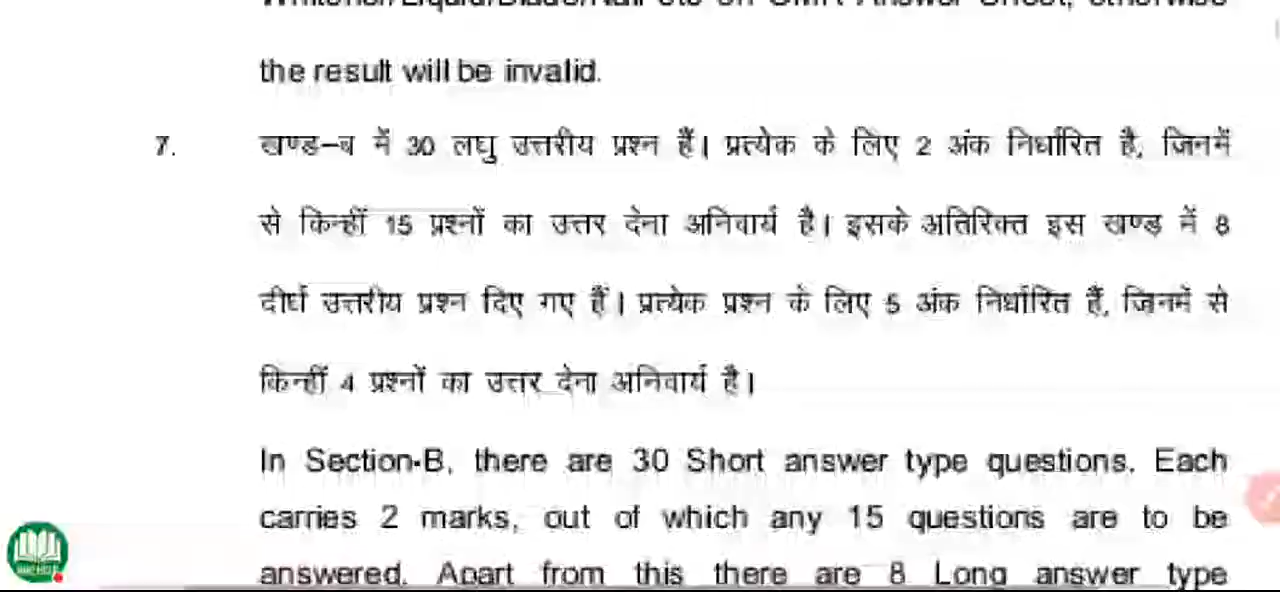 the result will be invalid.
7. खण्ड-ब में 30 लघु उत्तरीय प्रश्न हैं। प्रत्येक के लिए 2 अंक निर्धारित है, जिनमें
से किन्हीं 15 प्रश्नों का उत्तर देना अनिवार्य है। इसके अतिरिक्त इस खण्ड में 8
दीर्घ उत्तरीय प्रश्न दिए गए हैं। प्रत्येक प्रश्न के लिए 5 अंक निर्धारित हैं, जिनमें से
किन्हीं 4 प्रश्नों का उत्तर देना अनिवार्य है।
In Section-B, there are 30 Short answer type questions. Each
carries 2 marks, out of which any 15 questions are to be
answered. Apart from this there are 8 Long answer type